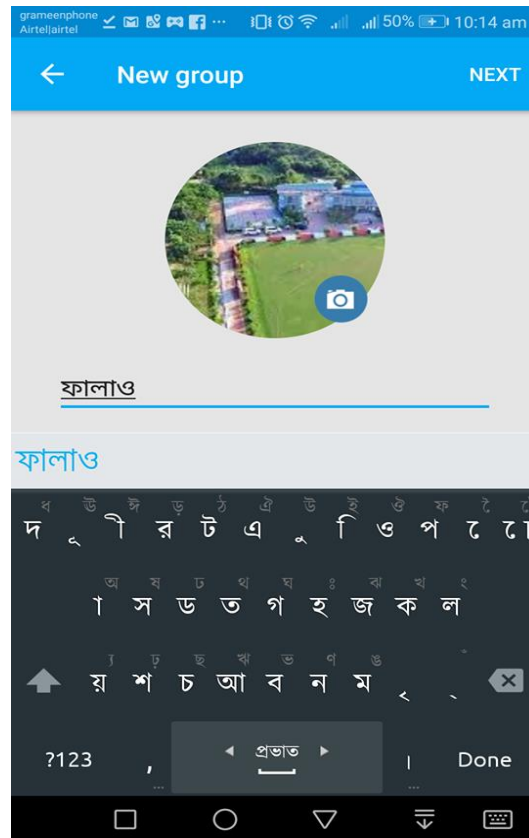 grameenphone
Airtel|airtel
50% 10:14 am
New group
NEXT
ফালাও
ফালাও
ধ ঊ ঈ ড় ঠ ঐ উ ই ঔ ফ ৈ ৌ
দ ূ ী র ট এ ু ি ও প ে ো
অ ষ ঢ থ ঘ ঃ ঝ খ ং
া স ড ত গ হ জ ক ল
ঢ় ছ ঋ ভ ণ ঙ ঁ
য় শ চ আ ব ন ম ৃ ্
?123 , ◄ প্রভাত ► । Done